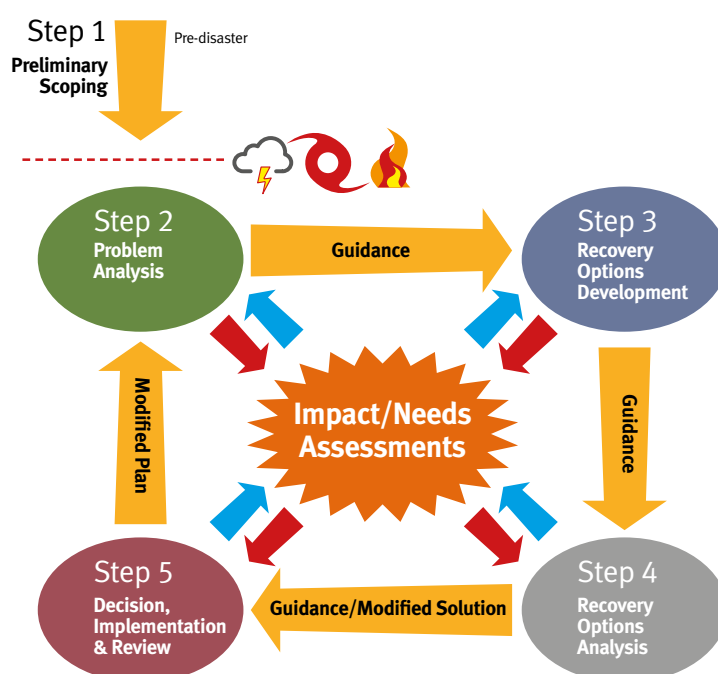 Step 1
Pre-disaster
Preliminary
Scoping
Step 2
Problem
Analysis
Guidance
Step 3
Recovery
Options
Development
Impact/Needs
Assessments
Modified Plan
Guidance
Step 5
Decision,
Implementation
& Review
Guidance/Modified Solution
Step 4
Recovery
Options
Analysis